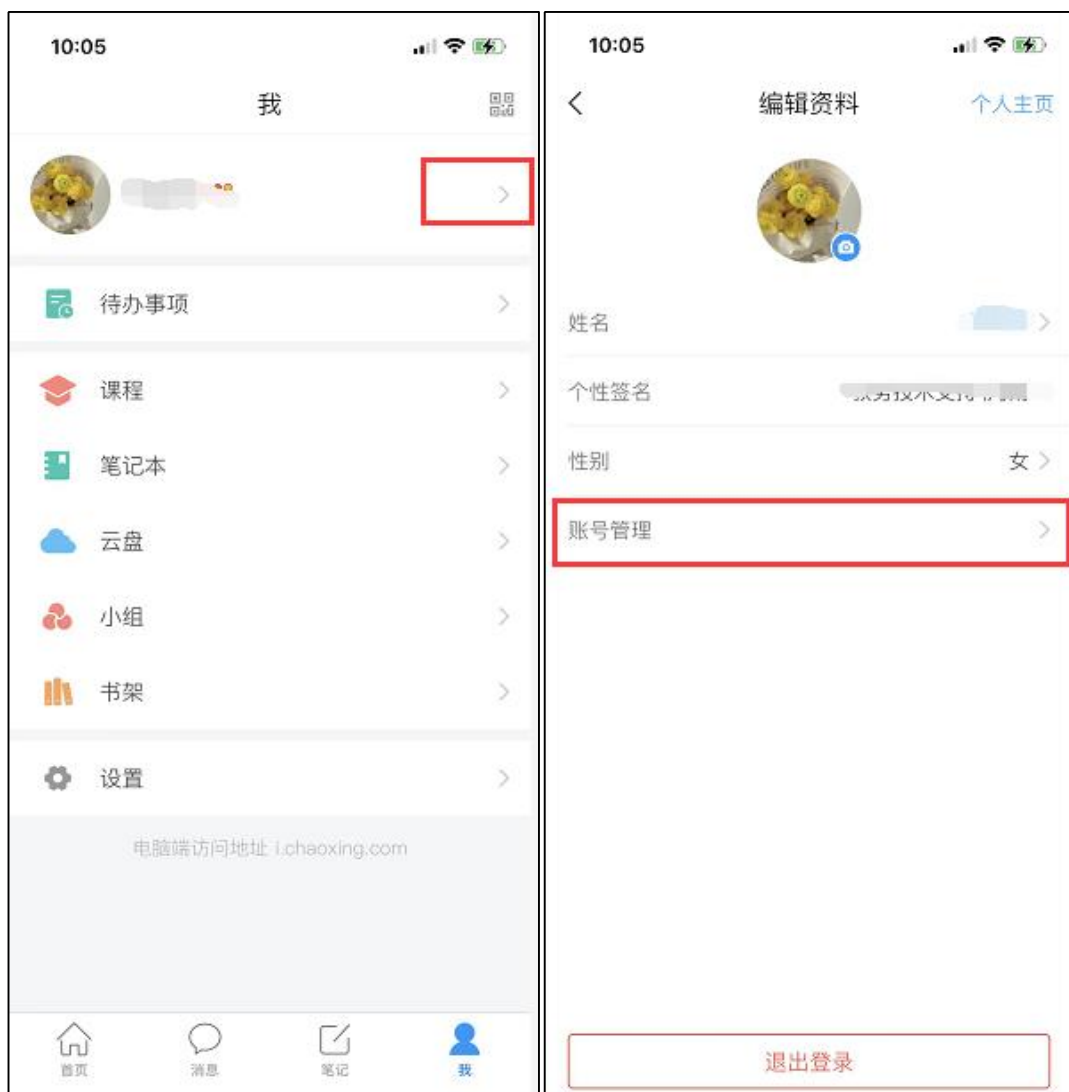 10:05
我
待办事项
课程
笔记本
云盘
小组
书架
设置
电脑端访问地址 i.chaoxing.com
首页
消息
笔记
我
10:05
编辑资料
个人主页
姓名
个性签名
性别
女
账号管理
退出登录